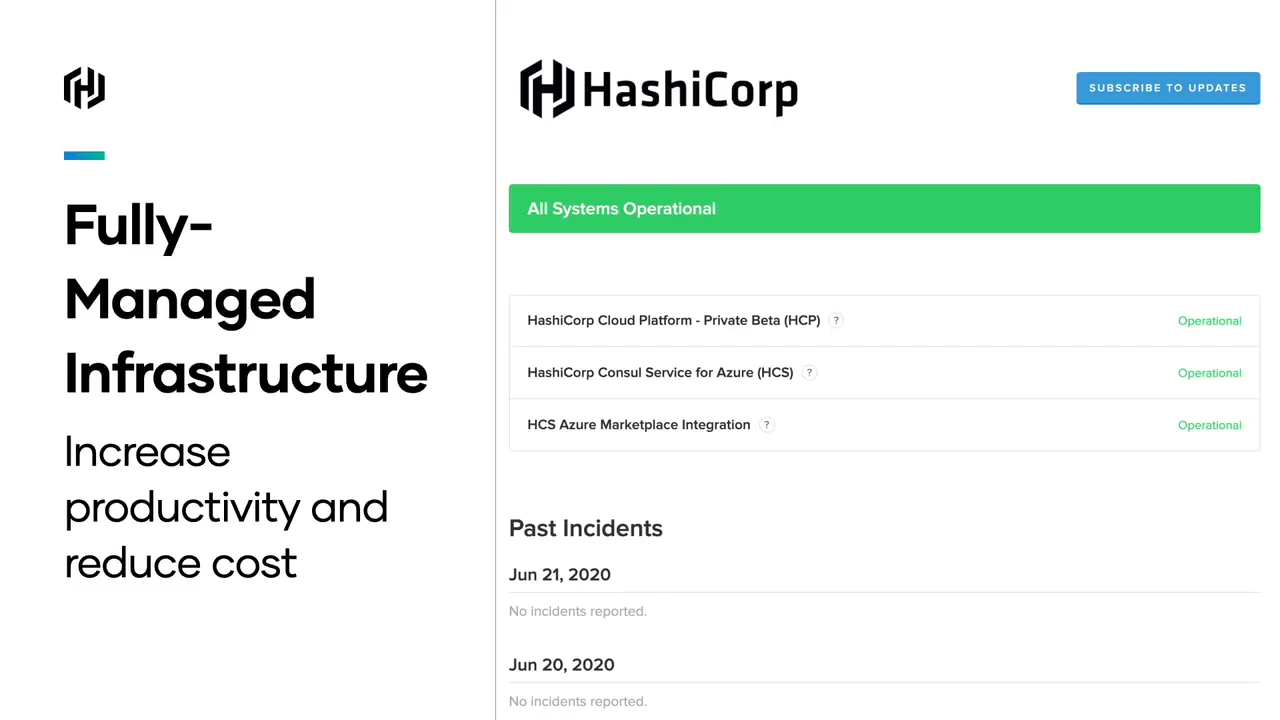 Fully-
Managed
Infrastructure
Increase
productivity and
reduce cost
HashiCorp
SUBSCRIBE TO UPDATES
All Systems Operational
HashiCorp Cloud Platform - Private Beta (HCP) ?
Operational
HashiCorp Consul Service for Azure (HCS) ?
Operational
HCS Azure Marketplace Integration ?
Operational
Past Incidents
Jun 21, 2020
No incidents reported.
Jun 20, 2020
No incidents reported.